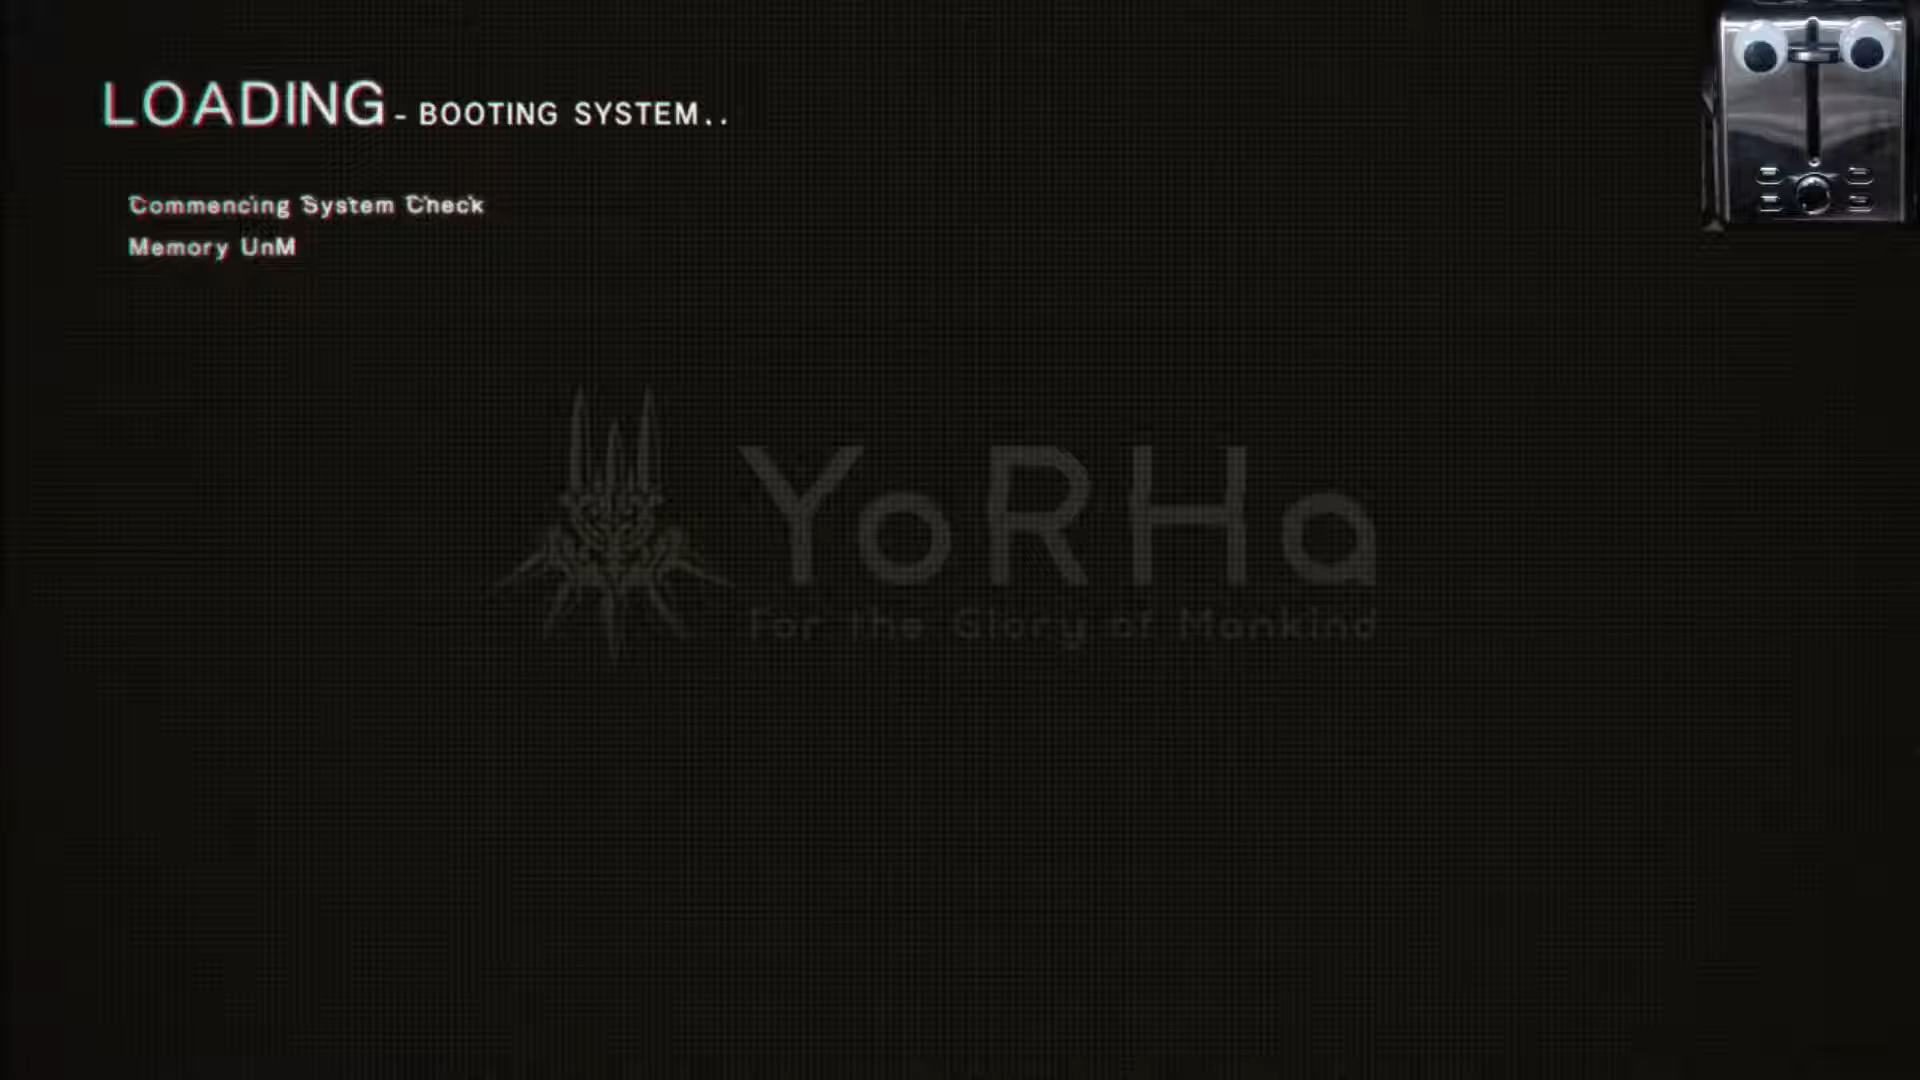 LOADING - BOOTING SYSTEM..
Commencing System Check
Memory UnM
YoRHa
For the Glory of Mankind